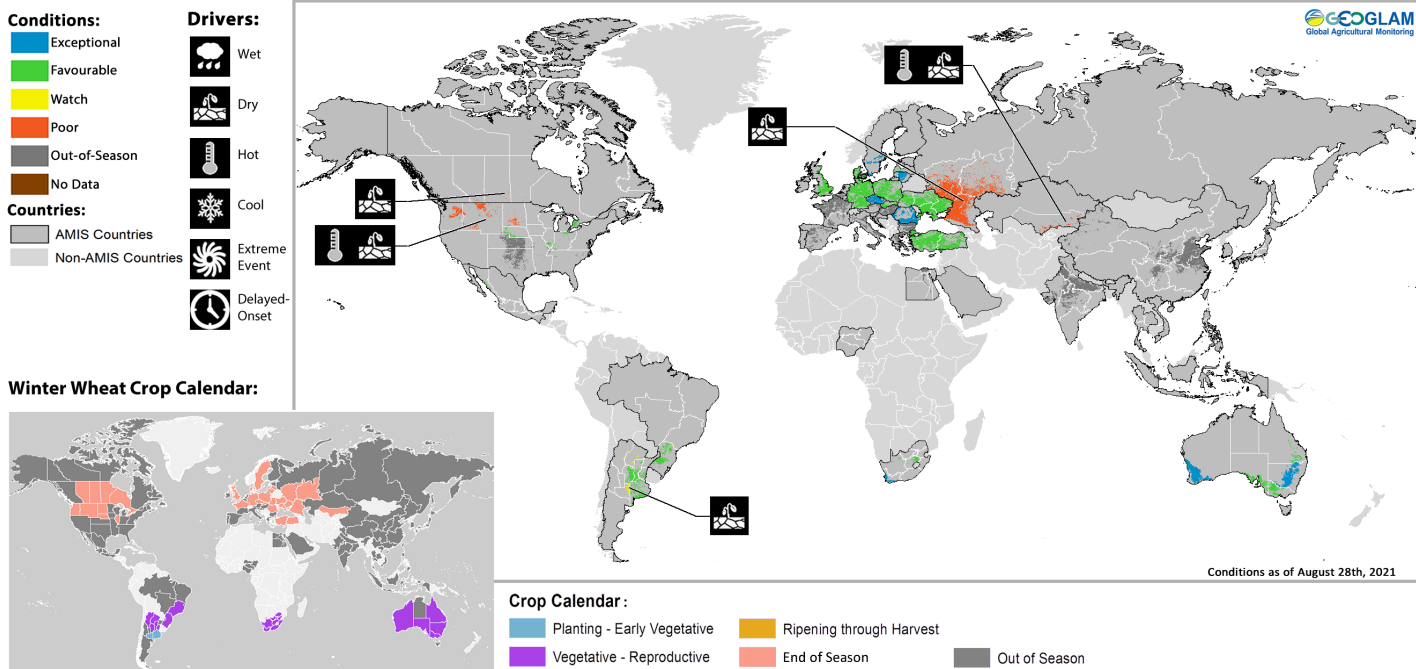 Conditions:
Exceptional
Favourable
Watch
Poor
Out-of-Season
No Data
Countries:
AMIS Countries
Non-AMIS Countries
Drivers:
Wet
Dry
Hot
Cool
Extreme
Event
Delayed-
Onset
GEOGLAM
Global Agricultural Monitoring
Winter Wheat Crop Calendar:
Conditions as of August 28th, 2021
Crop Calendar :
Planting - Early Vegetative
Ripening through Harvest
Vegetative - Reproductive
End of Season
Out of Season